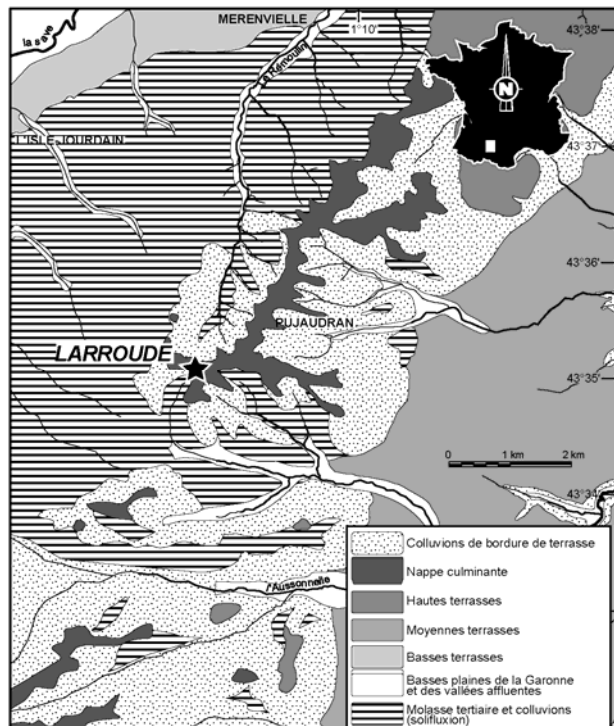 MERENVIELLE
la save
1°10'
43°38'
Le Rémoulin
N
L'ISLE-JOURDAIN
43°37'
43°36'
PUJAUDRAN
LARROUDE
43°35'
0 1 km 2 km
43°34'
Colluvions de bordure de terrasse
Nappe culminante
l'Aussonnelle
Hautes terrasses
Moyennes terrasses
Basses terrasses
Basses plaines de la Garonne
et des vallées affluentes
Molasse tertiaire et colluvions
(solifluxion)